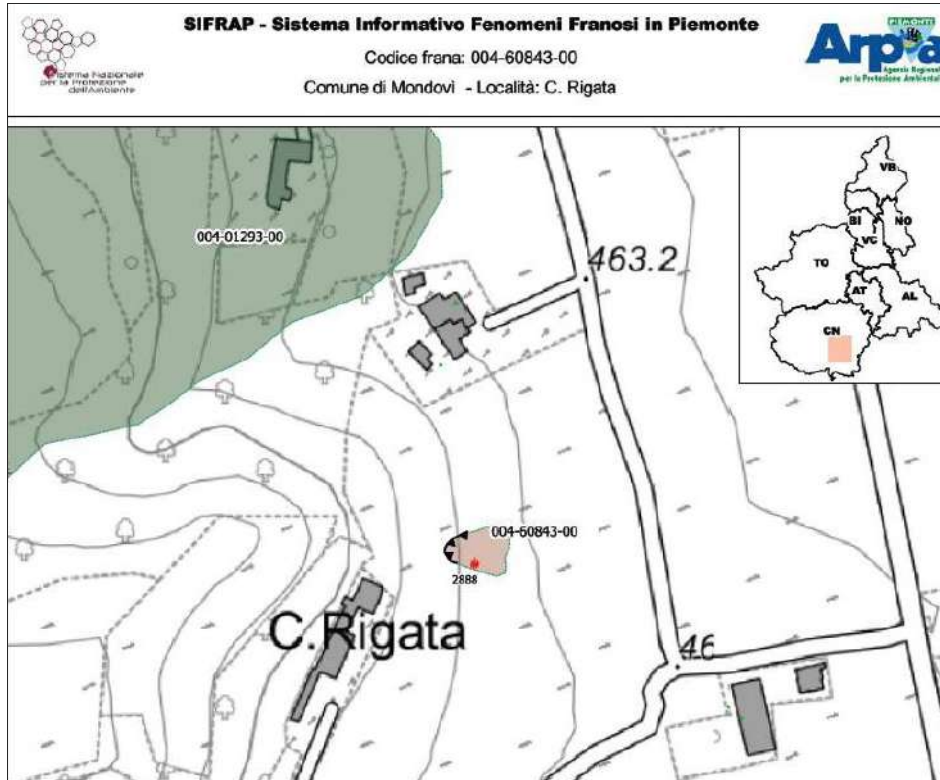 SIFRAP - Sistema Informativo Fenomeni Franosi in Piemonte
Codice frana: 004-60843-00
Comune di Mondovì - Località: C. Rigata
Sistema Nazionale
per la Protezione
dell'Ambiente
PIEMONTE
Arpa
Agenzia Regionale
per la Protezione Ambientale
VB
BI
NO
VC
TO
AT
AL
CN
004-01293-00
463.2
004-60843-00
2888
C.Rigata
46